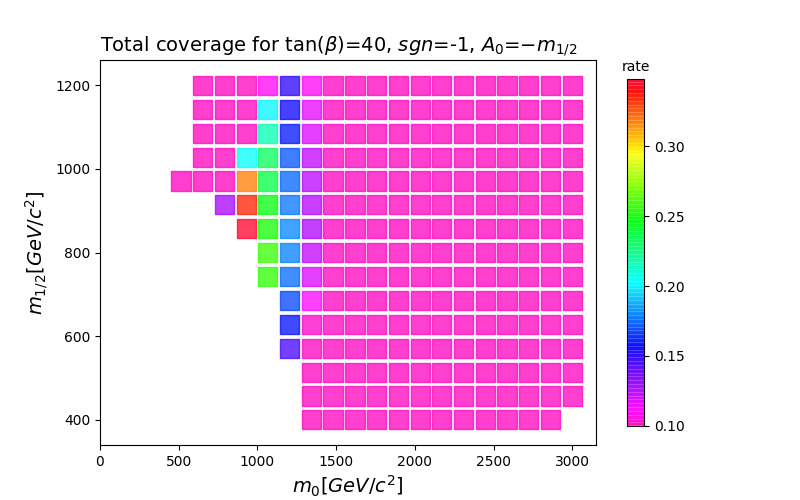 Total coverage for tan(β)=40, sgn=-1, A₀=−m₁/₂
rate
1200
1000
800
600
400
m₁/₂[GeV/c²]
0 500 1000 1500 2000 2500 3000
m₀[GeV/c²]
0.30
0.25
0.20
0.15
0.10